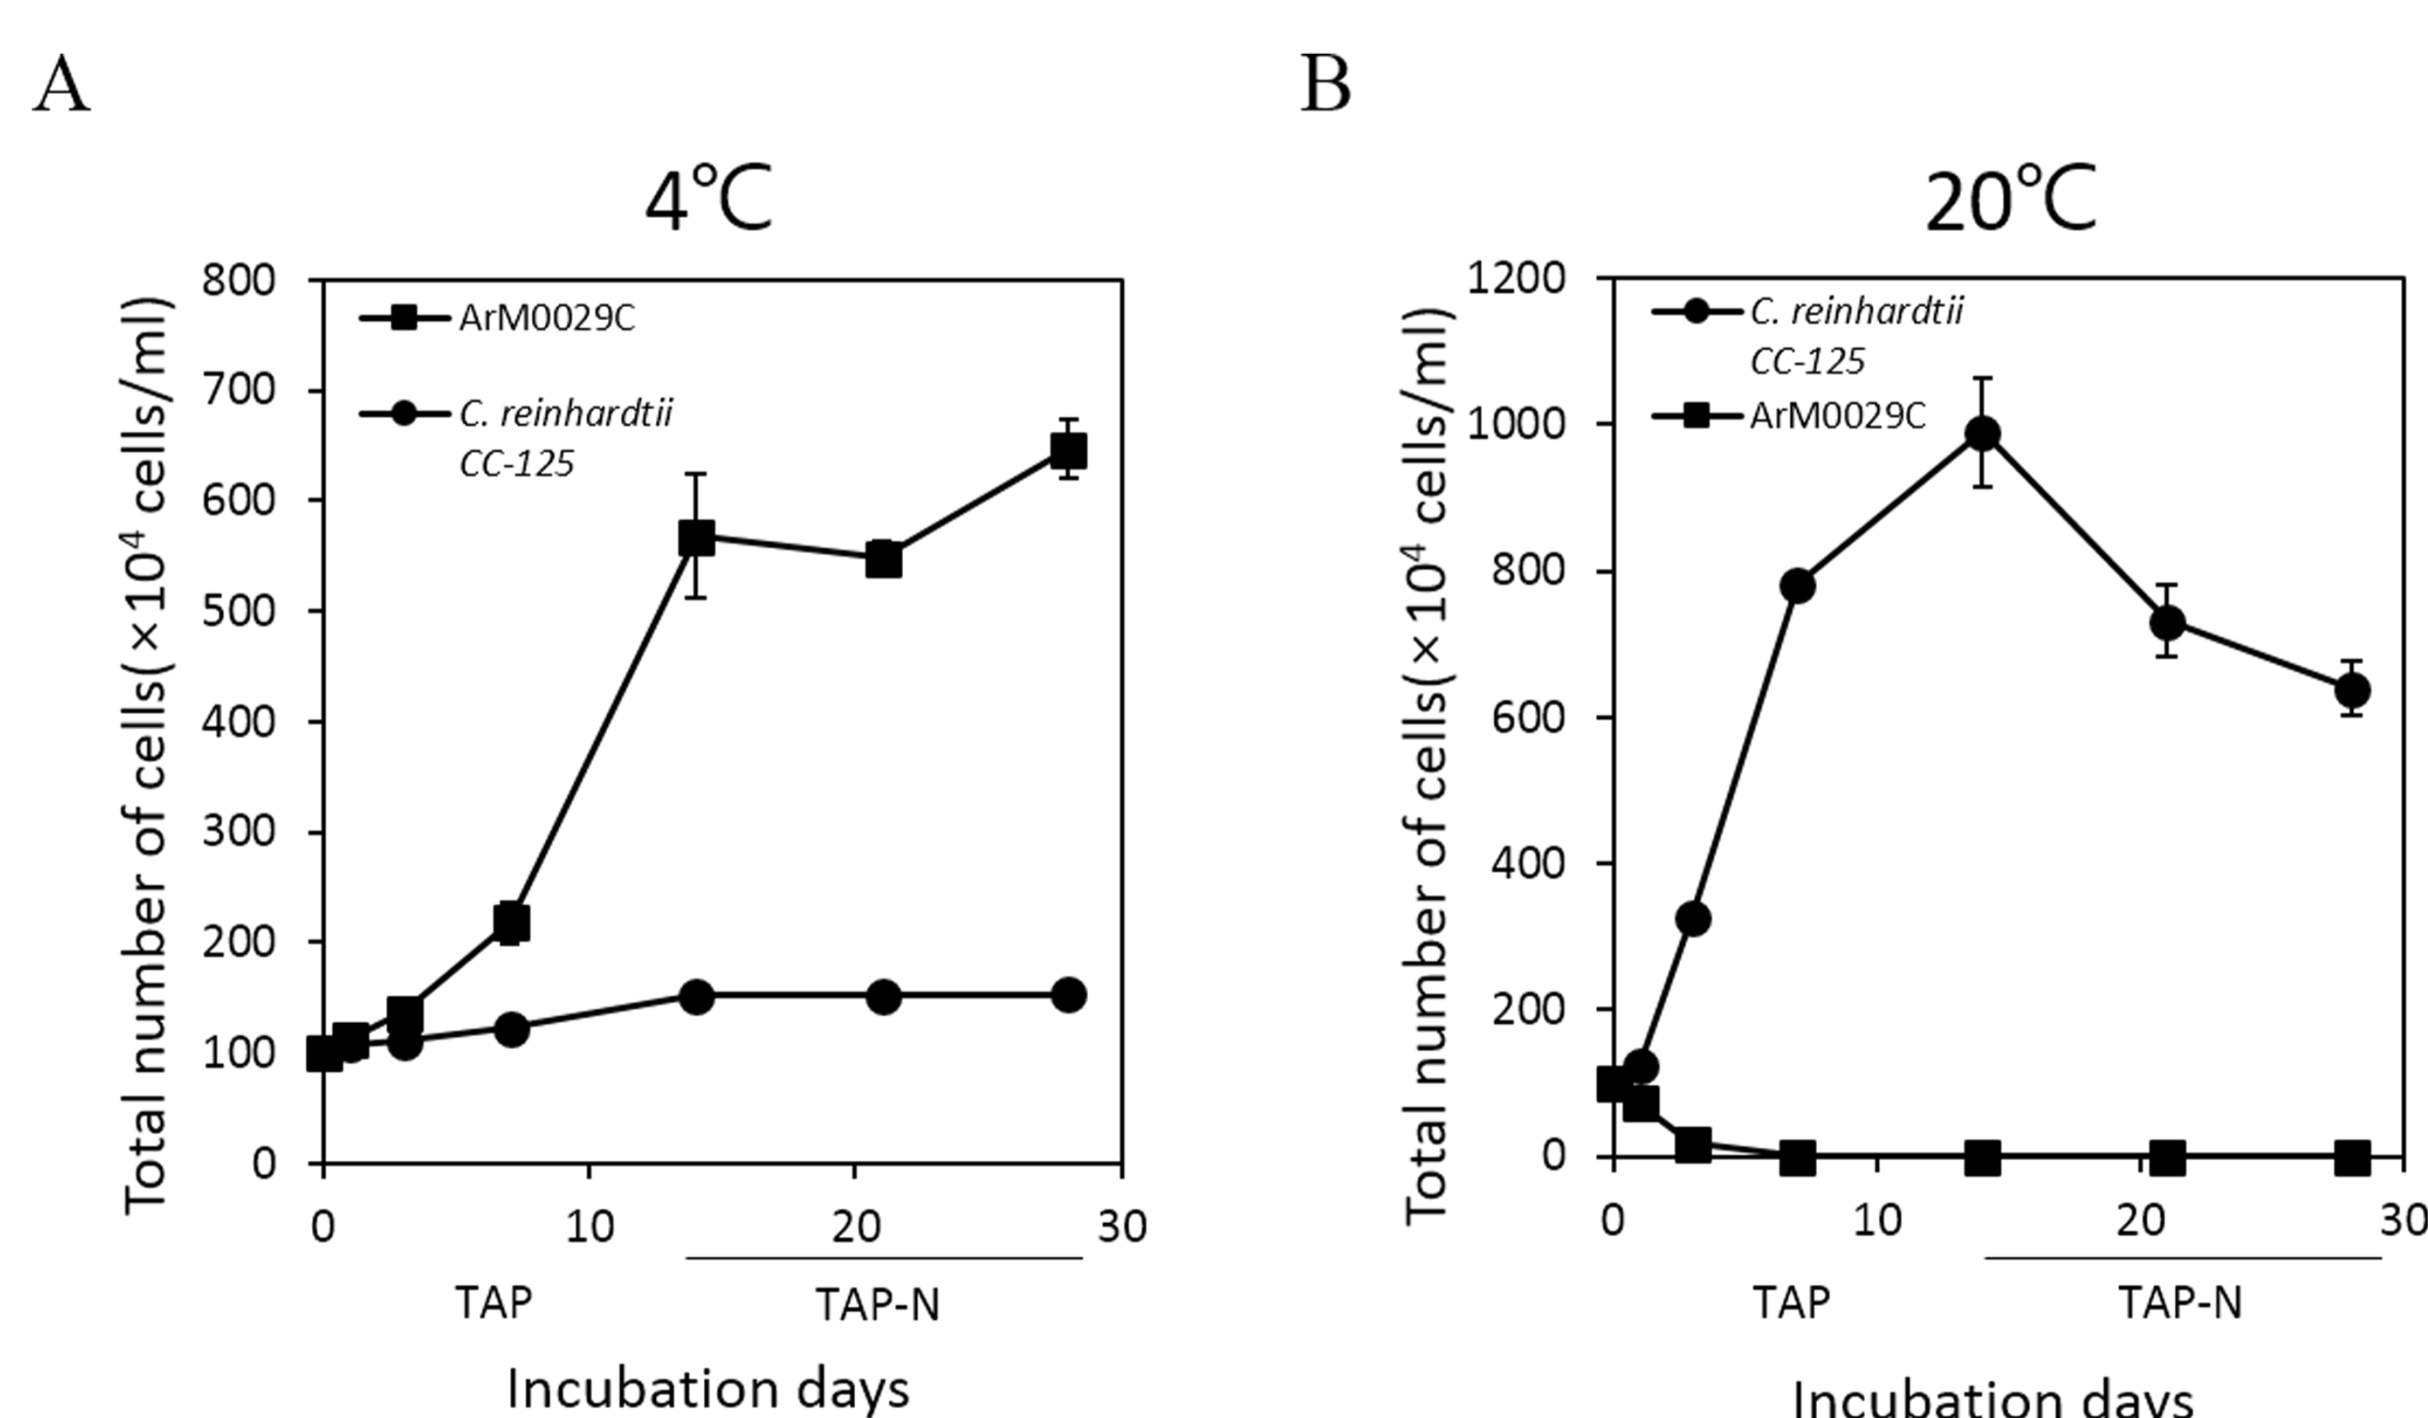 A
4℃
Total number of cells(×10⁴ cells/ml)
800
700
600
500
400
300
200
100
0
ArM0029C
C. reinhardtii
CC-125
0 10 20 30
TAP TAP-N
Incubation days
B
20℃
Total number of cells(×10⁴ cells/ml)
1200
1000
800
600
400
200
0
C. reinhardtii
CC-125
ArM0029C
0 10 20 30
TAP TAP-N
Incubation days